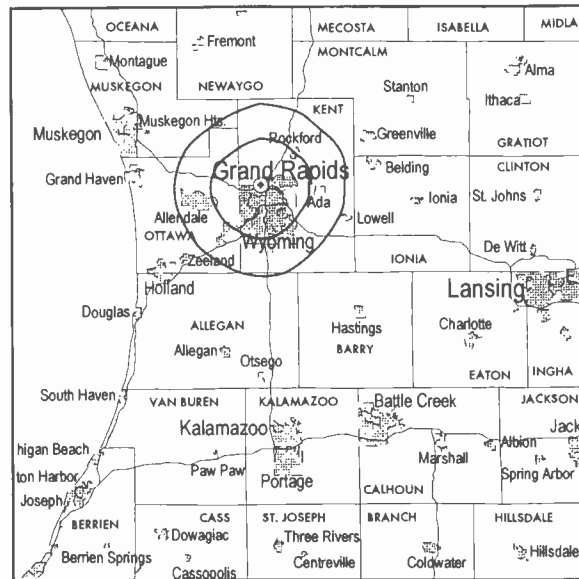 OCEANA
MECOSTA
ISABELLA
MIDLA
Fremont
MONTCALM
Montague
Alma
MUSKEGON
NEWAYGO
Stanton
Ithaca
KENT
Muskegon Hts.
Muskegon
Rockford
Greenville
GRATIOT
Grand Rapids
Belding
CLINTON
Grand Haven
Ada
Ionia
St. Johns
Allendale
Lowell
OTTAWA
Wyoming
De Witt
Zeeland
IONIA
Holland
Lansing
Douglas
ALLEGAN
Hastings
Charlotte
Allegan
BARRY
Otsego
EATON
INGHA
South Haven
VAN BUREN
KALAMAZOO
Battle Creek
JACKSON
Kalamazoo
Jack
higan Beach
Marshall
Albion
ton Harbor
Paw Paw
Spring Arbor
Joseph
Portage
CALHOUN
BERRIEN
CASS
ST. JOSEPH
BRANCH
HILLSDALE
Dowagiac
Three Rivers
Berrien Springs
Centreville
Coldwater
Hillsdale
Cassopolis